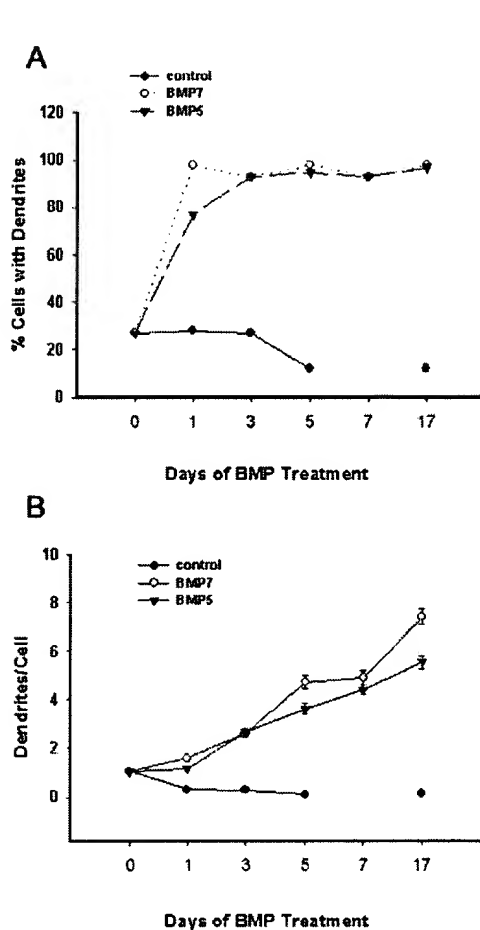 A
control
BMP7
BMP5
120
100
80
60
40
20
0
% Cells with Dendrites
0 1 3 5 7 17
Days of BMP Treatment
B
control
BMP7
BMP5
10
8
6
4
2
0
Dendrites/Cell
0 1 3 5 7 17
Days of BMP Treatment